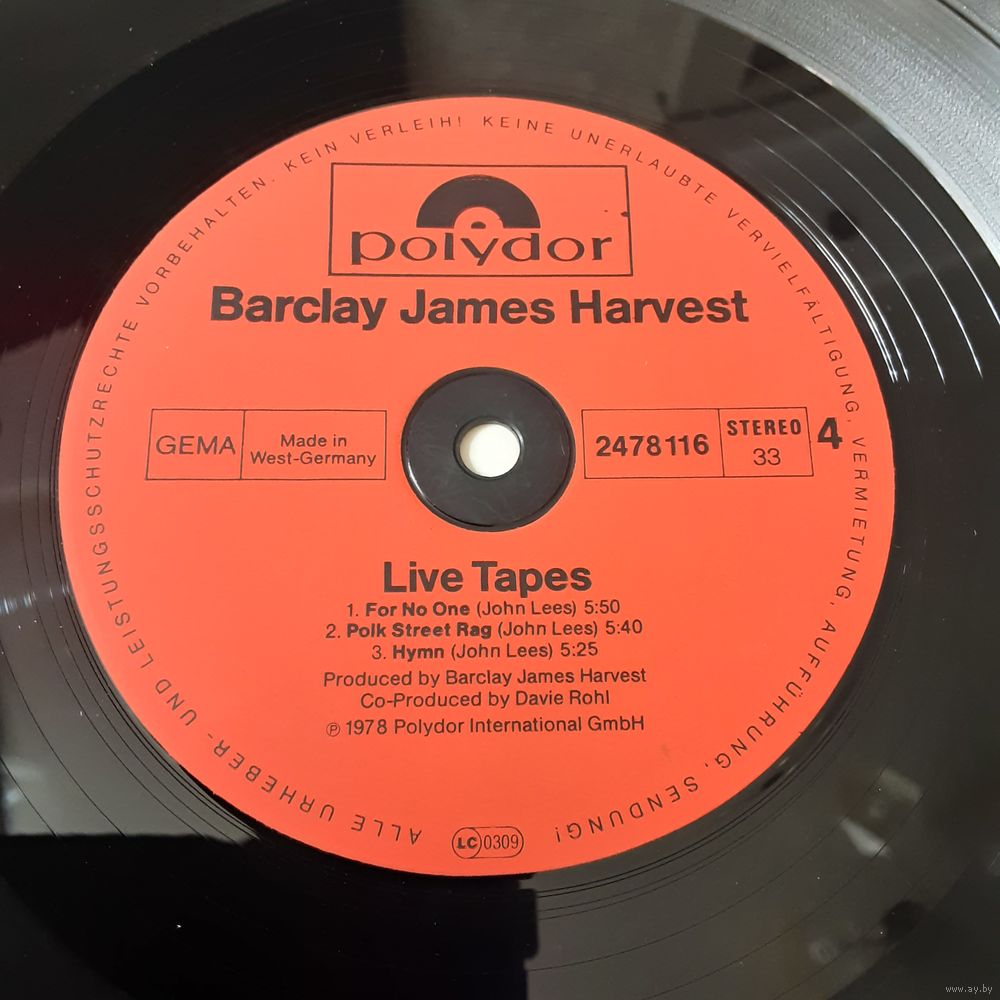 ALLE URHEBER- UND LEISTUNGSSCHUTZRECHTE VORBEHALTEN. KEIN VERLEIH! KEINE UNERLAUBTE VERVIELFÄLTIGUNG, VERMIETUNG, AUFFÜHRUNG, SENDUNG!
polydor
Barclay James Harvest
GEMA
Made in
West-Germany
2478116
STEREO
33
4
Live Tapes
1. For No One (John Lees) 5:50
2. Polk Street Rag (John Lees) 5:40
3. Hymn (John Lees) 5:25
Produced by Barclay James Harvest
Co-Produced by Davie Rohl
℗ 1978 Polydor International GmbH
LC 0309
www.ay.by